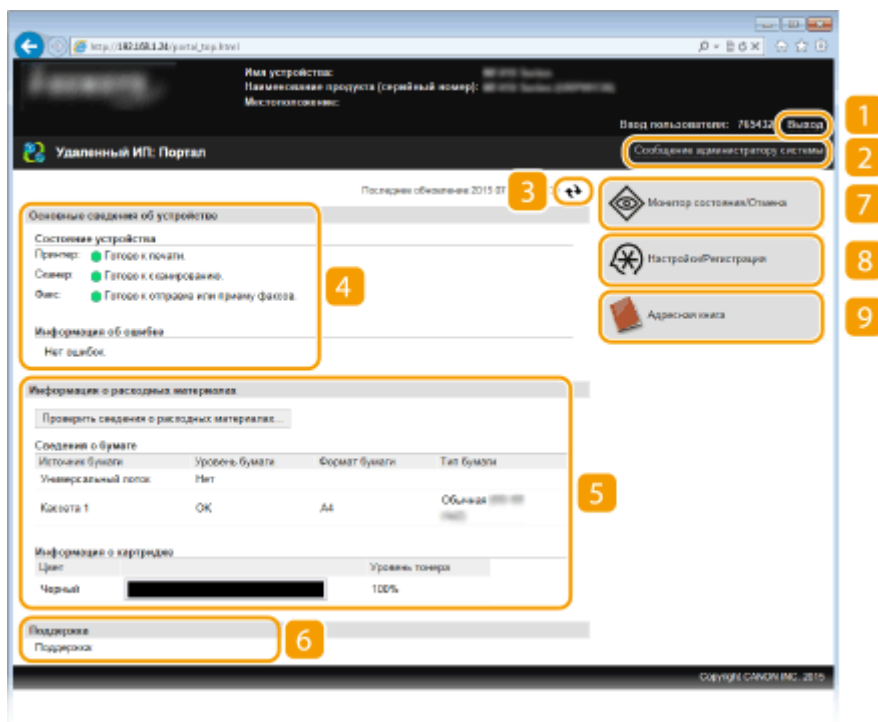 http://192.168.1.24/portal_top.html
Имя устройства:
Наименование продукта (серийный номер):
Местоположение:
1
Ввод пользователя: 765432 Выход
Удаленный ИП: Портал
Сообщение администратору системы
2
Последнее обновление 2015 07
3
Основные сведения об устройстве
Монитор состояния/Отмена
7
Состояние устройства
Принтер: Готово к печати.
Сканер: Готово к сканированию.
Факс: Готово к отправке или приему факсов.
4
Настройки/Регистрация
8
Информация об ошибке
Нет ошибок.
Адресная книга
9
Информация о расходных материалах
Проверить сведения о расходных материалах...
Сведения о бумаге
Источник бумаги Уровень бумаги Формат бумаги Тип бумаги
Универсальный лоток Нет
Кассета 1 OK A4 Обычная
5
Информация о картридже
Цвет Уровень тонера
Черный 100%
Поддержка
6
Поддержка
Copyright CANON INC. 2015